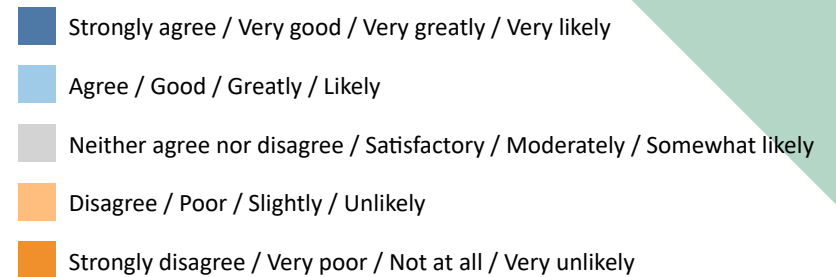 Strongly agree / Very good / Very greatly / Very likely
Agree / Good / Greatly / Likely
Neither agree nor disagree / Satisfactory / Moderately / Somewhat likely
Disagree / Poor / Slightly / Unlikely
Strongly disagree / Very poor / Not at all / Very unlikely